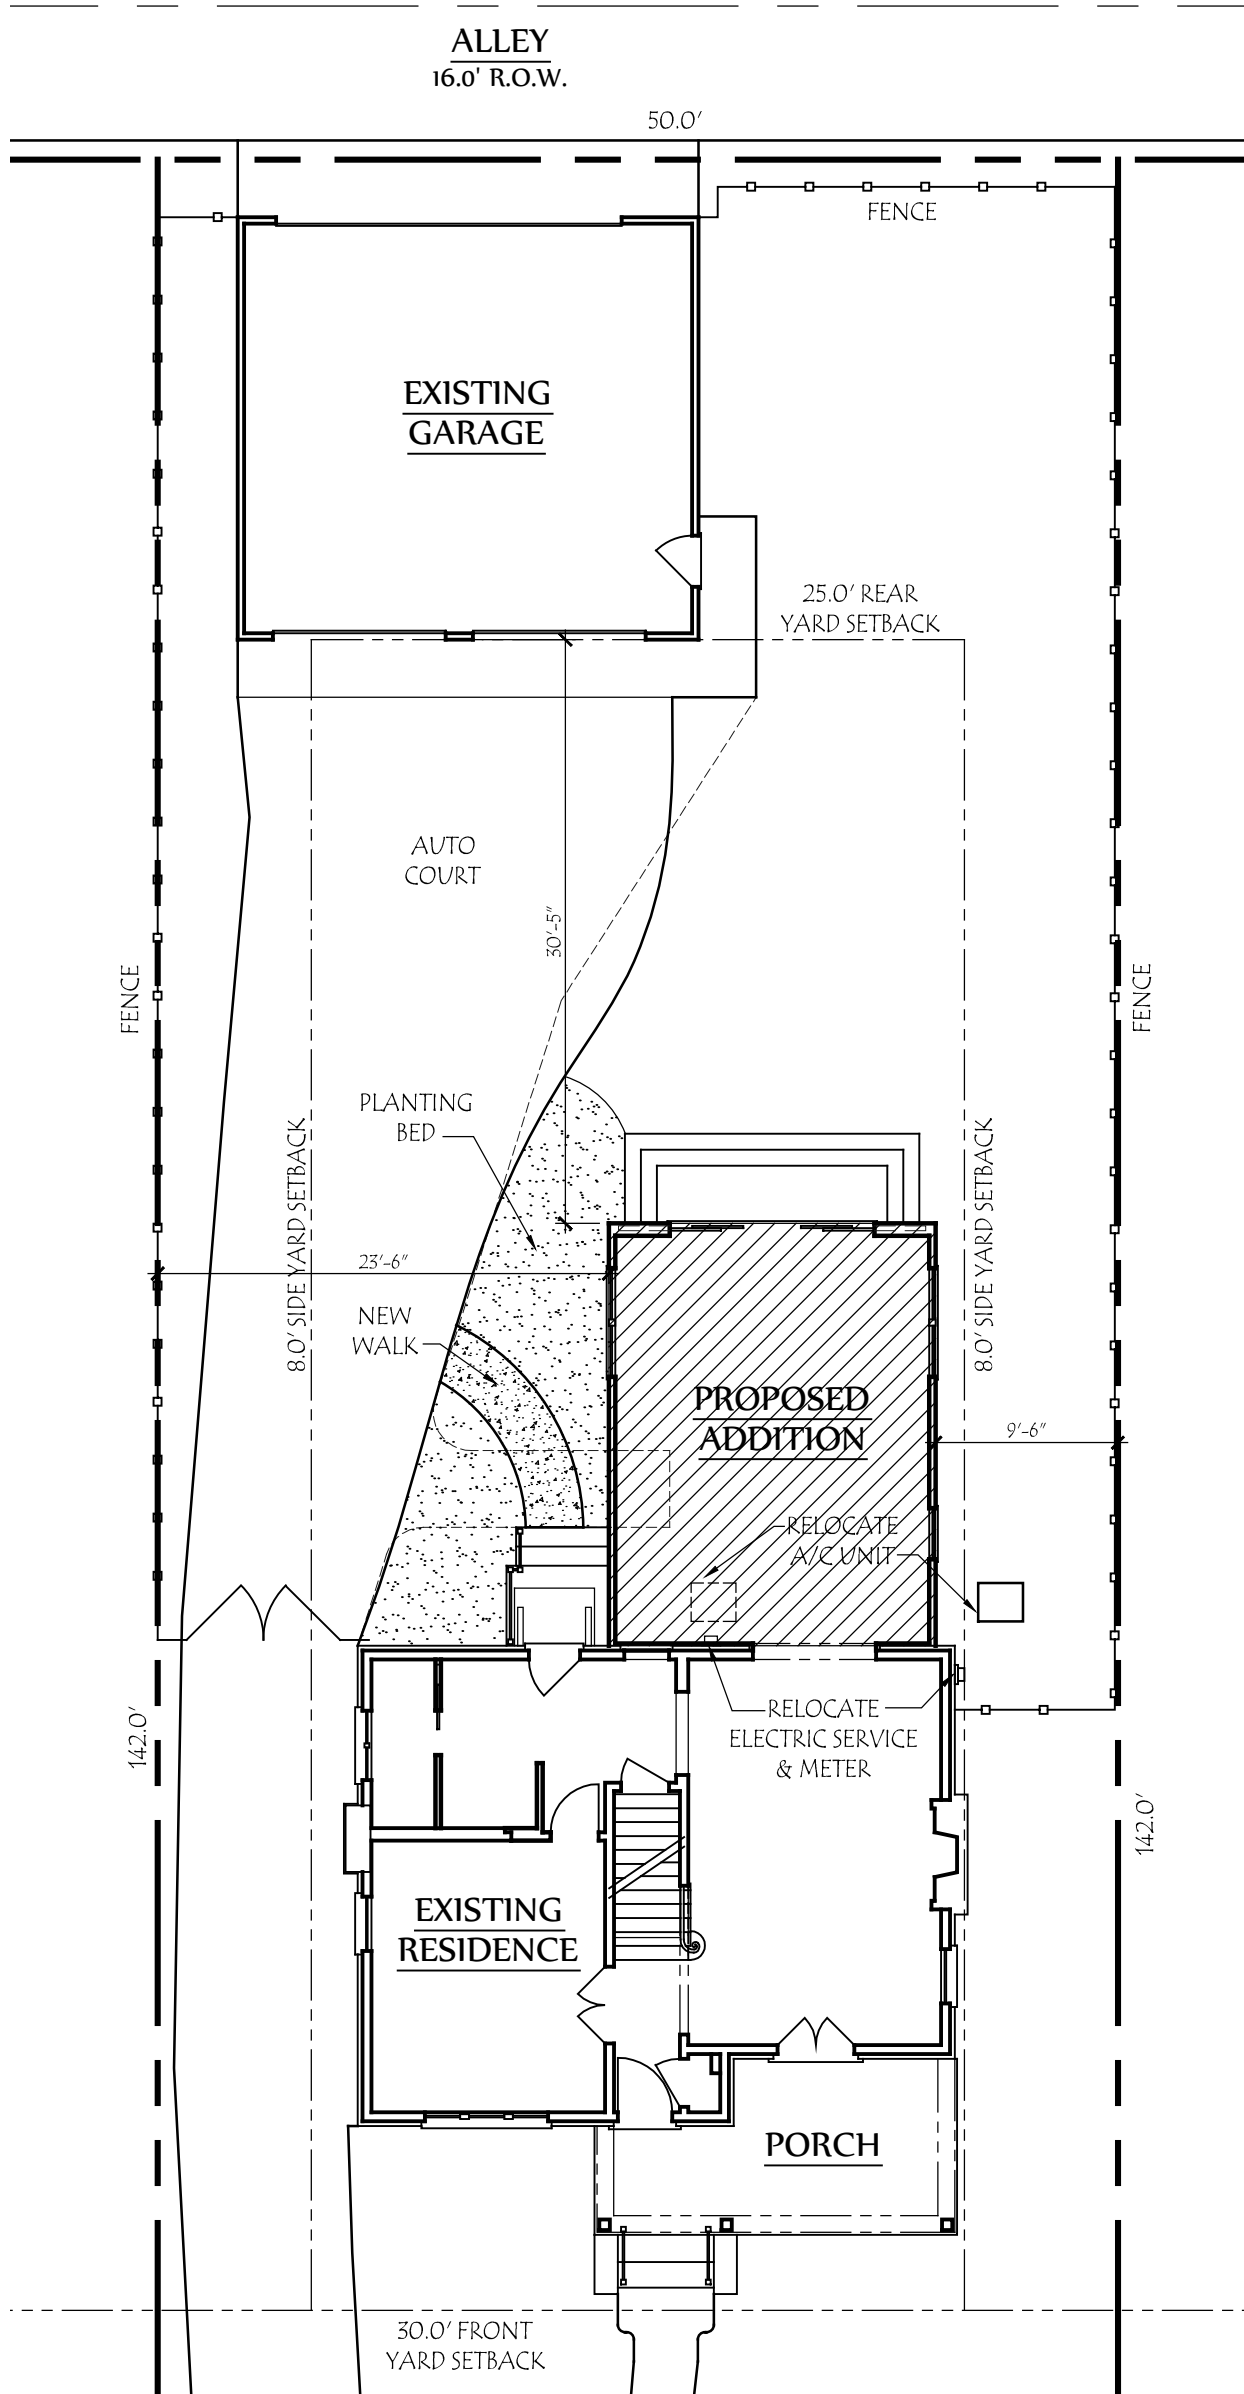 ALLEY
16.0' R.O.W.
50.0'
FENCE
EXISTING
GARAGE
25.0' REAR
YARD SETBACK
AUTO
COURT
30'-5"
FENCE
FENCE
PLANTING
BED
8.0' SIDE YARD SETBACK
8.0' SIDE YARD SETBACK
23'-6"
NEW
WALK
PROPOSED
ADDITION
9'-6"
RELOCATE
A/C UNIT
142.0'
RELOCATE
ELECTRIC SERVICE
& METER
142.0'
EXISTING
RESIDENCE
PORCH
30.0' FRONT
YARD SETBACK